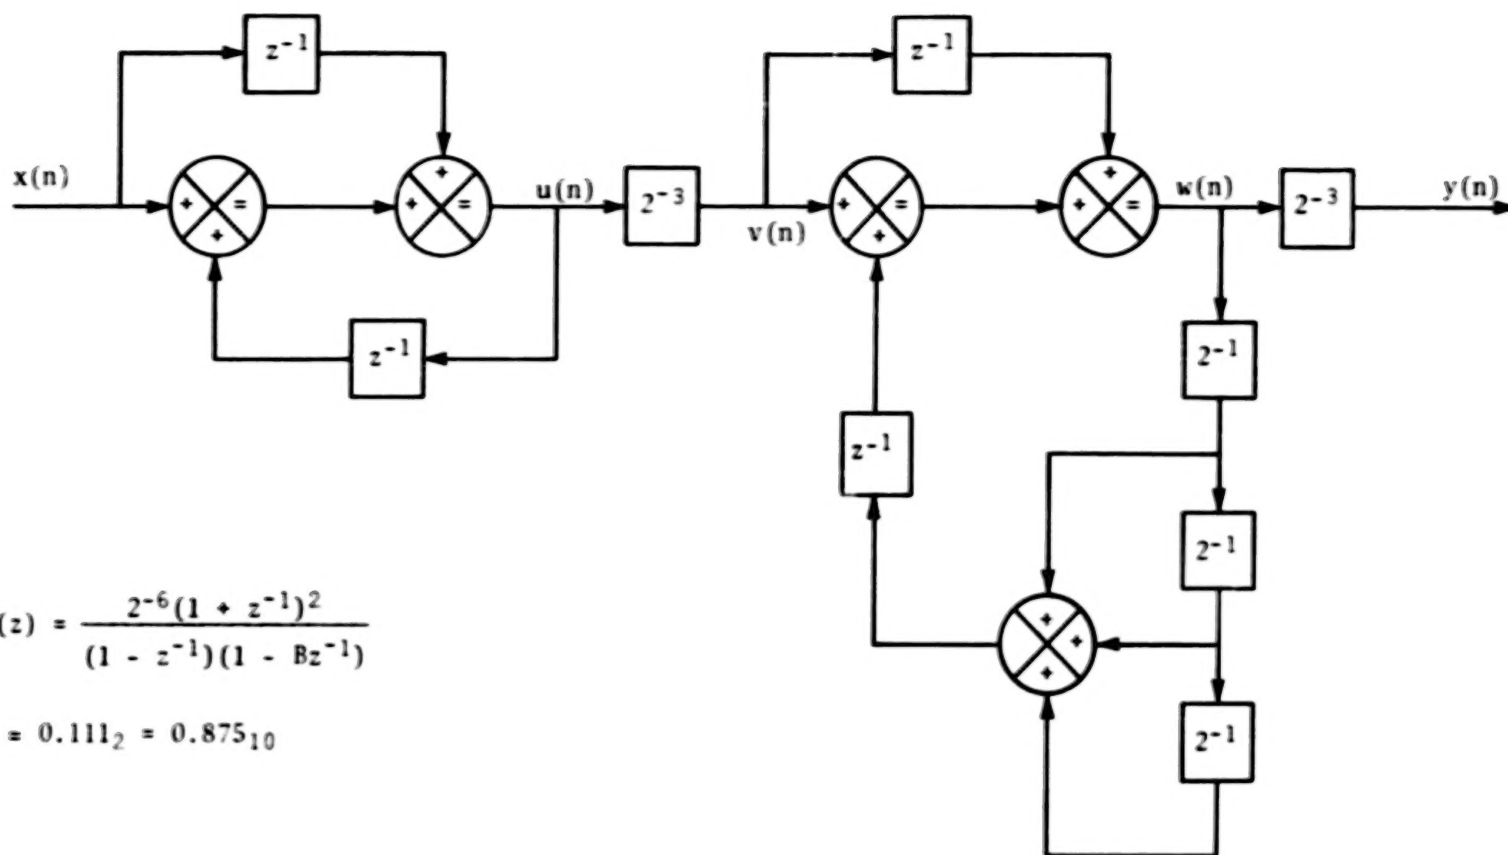 z⁻¹
z⁻¹
x(n)
+ = +
+ + =
u(n)
2⁻³
v(n)
+ = +
+ + =
w(n)
2⁻³
y(n)
z⁻¹
2⁻¹
z⁻¹
2⁻¹
(z) = 2⁻⁶(1 + z⁻¹)² / (1 - z⁻¹)(1 - Bz⁻¹)
+ + +
= 0.111₂ = 0.875₁₀
2⁻¹